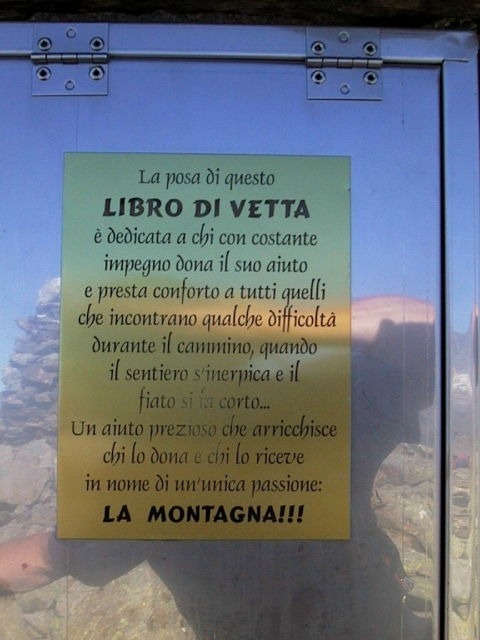 La posa di questo
LIBRO DI VETTA
è dedicata a chi con costante
impegno dona il suo aiuto
e presta conforto a tutti quelli
che incontrano qualche difficoltà
durante il cammino, quando
il sentiero s'inerpica e il
fiato si fa corto...
Un aiuto prezioso che arricchisce
chi lo dona e chi lo riceve
in nome di un'unica passione:
LA MONTAGNA!!!